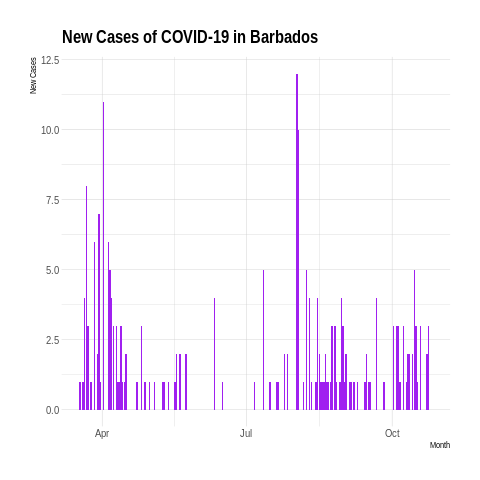 New Cases of COVID-19 in Barbados
New Cases
12.5
10.0
7.5
5.0
2.5
0.0
Apr
Jul
Oct
Month